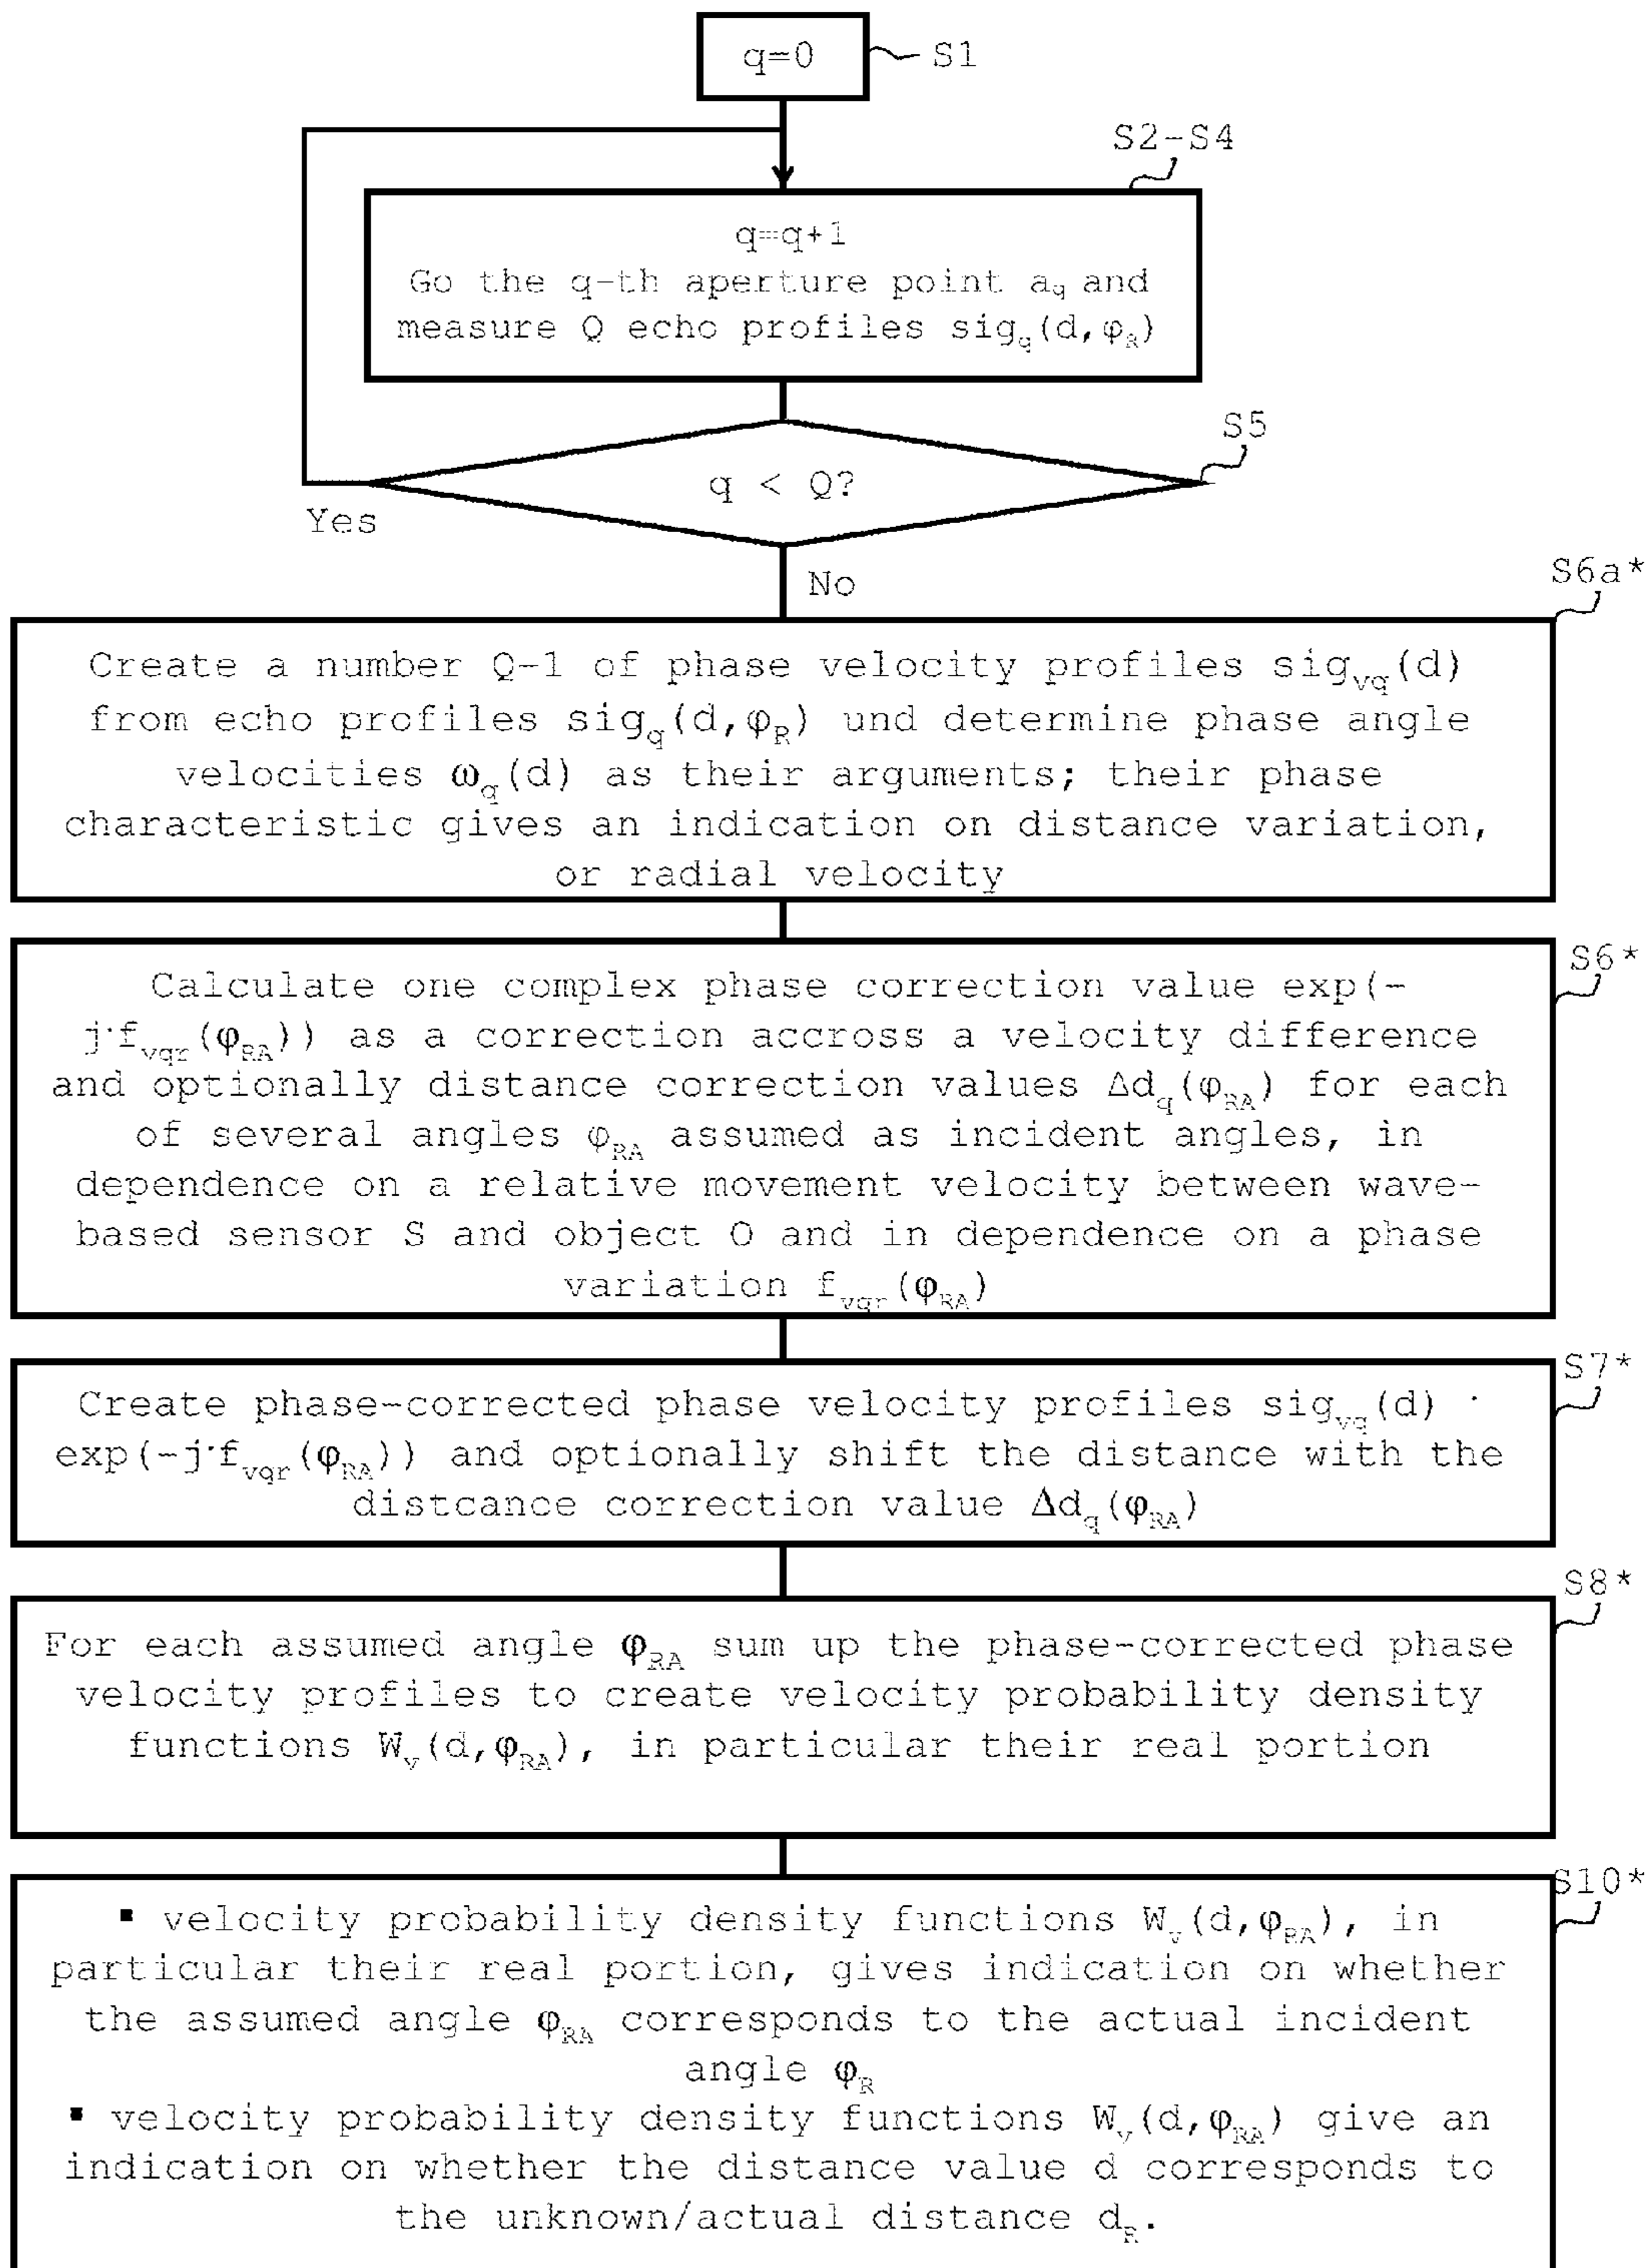 q=0
S1
S2-S4
q=q+1
Go the q-th aperture point a_q and
measure Q echo profiles sig_q(d,φ_R)
S5
q < Q?
Yes
No
S6a*
Create a number Q-1 of phase velocity profiles sig_vq(d)
from echo profiles sig_q(d,φ_R) und determine phase angle
velocities ω_q(d) as their arguments; their phase
characteristic gives an indication on distance variation,
or radial velocity
S6*
Calculate one complex phase correction value exp(-
j·f_vqr(φ_RA)) as a correction accross a velocity difference
and optionally distance correction values Δd_q(φ_RA) for each
of several angles φ_RA assumed as incident angles, in
dependence on a relative movement velocity between wave-
based sensor S and object O and in dependence on a phase
variation f_vqr(φ_RA)
S7*
Create phase-corrected phase velocity profiles sig_vq(d) ·
exp(-j·f_vqr(φ_RA)) and optionally shift the distance with the
distcance correction value Δd_q(φ_RA)
S8*
For each assumed angle φ_RA sum up the phase-corrected phase
velocity profiles to create velocity probability density
functions W_v(d,φ_RA), in particular their real portion
S10*
▪ velocity probability density functions W_v(d,φ_RA), in
particular their real portion, gives indication on whether
the assumed angle φ_RA corresponds to the actual incident
angle φ_R
▪ velocity probability density functions W_v(d,φ_RA) give an
indication on whether the distance value d corresponds to
the unknown/actual distance d_R.